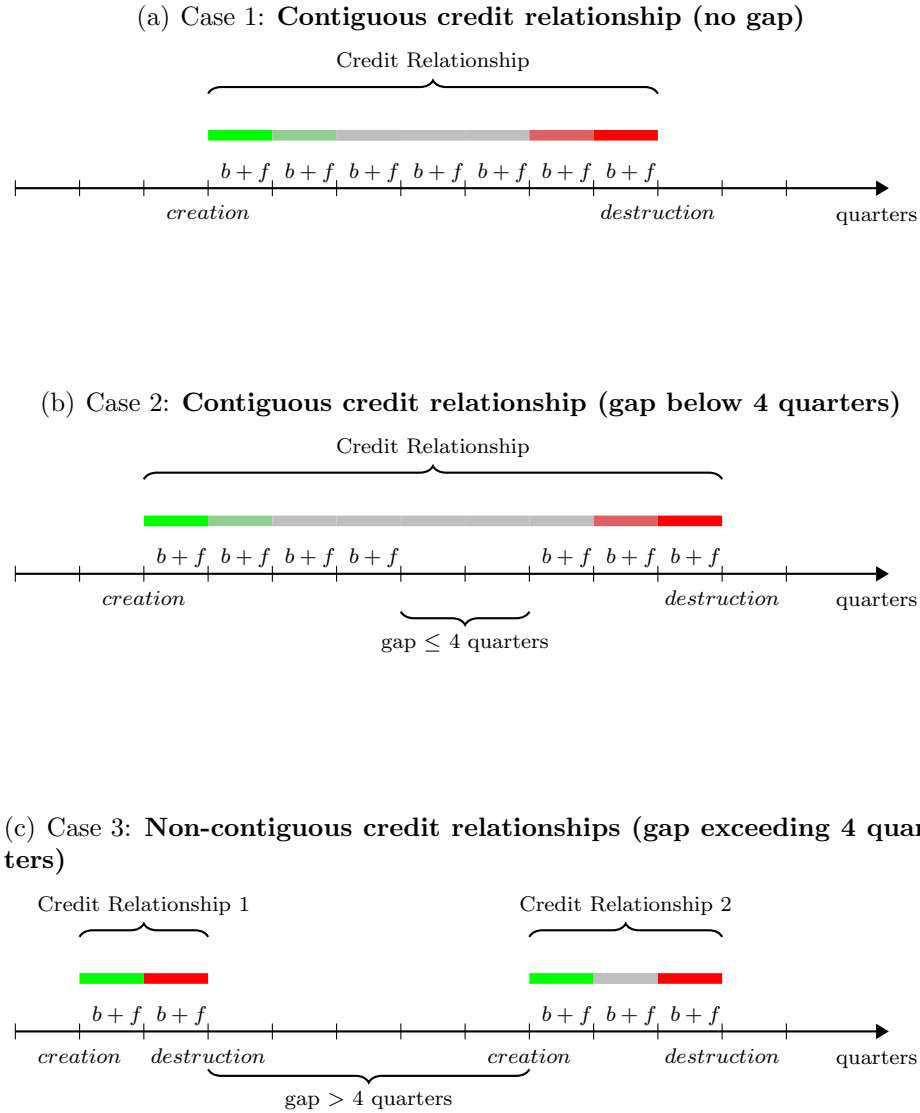 (a) Case 1: Contiguous credit relationship (no gap)
Credit Relationship
b + f b + f b + f b + f b + f b + f b + f
creation destruction quarters
(b) Case 2: Contiguous credit relationship (gap below 4 quarters)
Credit Relationship
b + f b + f b + f b + f b + f b + f b + f
creation destruction quarters
gap ≤ 4 quarters
(c) Case 3: Non-contiguous credit relationships (gap exceeding 4 quar
ters)
Credit Relationship 1 Credit Relationship 2
b + f b + f b + f b + f b + f
creation destruction creation destruction quarters
gap > 4 quarters